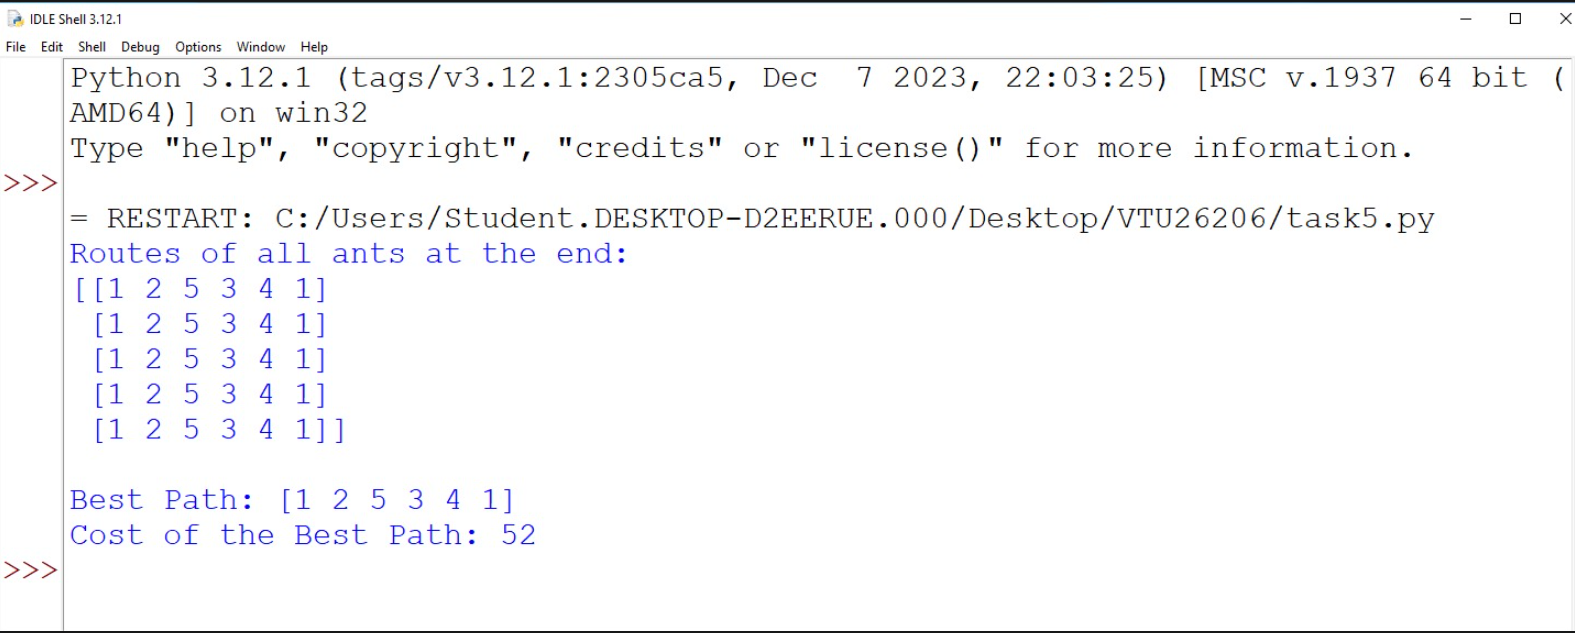 IDLE Shell 3.12.1
File Edit Shell Debug Options Window Help
Python 3.12.1 (tags/v3.12.1:2305ca5, Dec  7 2023, 22:03:25) [MSC v.1937 64 bit (
AMD64)] on win32
Type "help", "copyright", "credits" or "license()" for more information.
>>>
= RESTART: C:/Users/Student.DESKTOP-D2EERUE.000/Desktop/VTU26206/task5.py
Routes of all ants at the end:
[[1 2 5 3 4 1]
 [1 2 5 3 4 1]
 [1 2 5 3 4 1]
 [1 2 5 3 4 1]
 [1 2 5 3 4 1]]
Best Path: [1 2 5 3 4 1]
Cost of the Best Path: 52
>>>